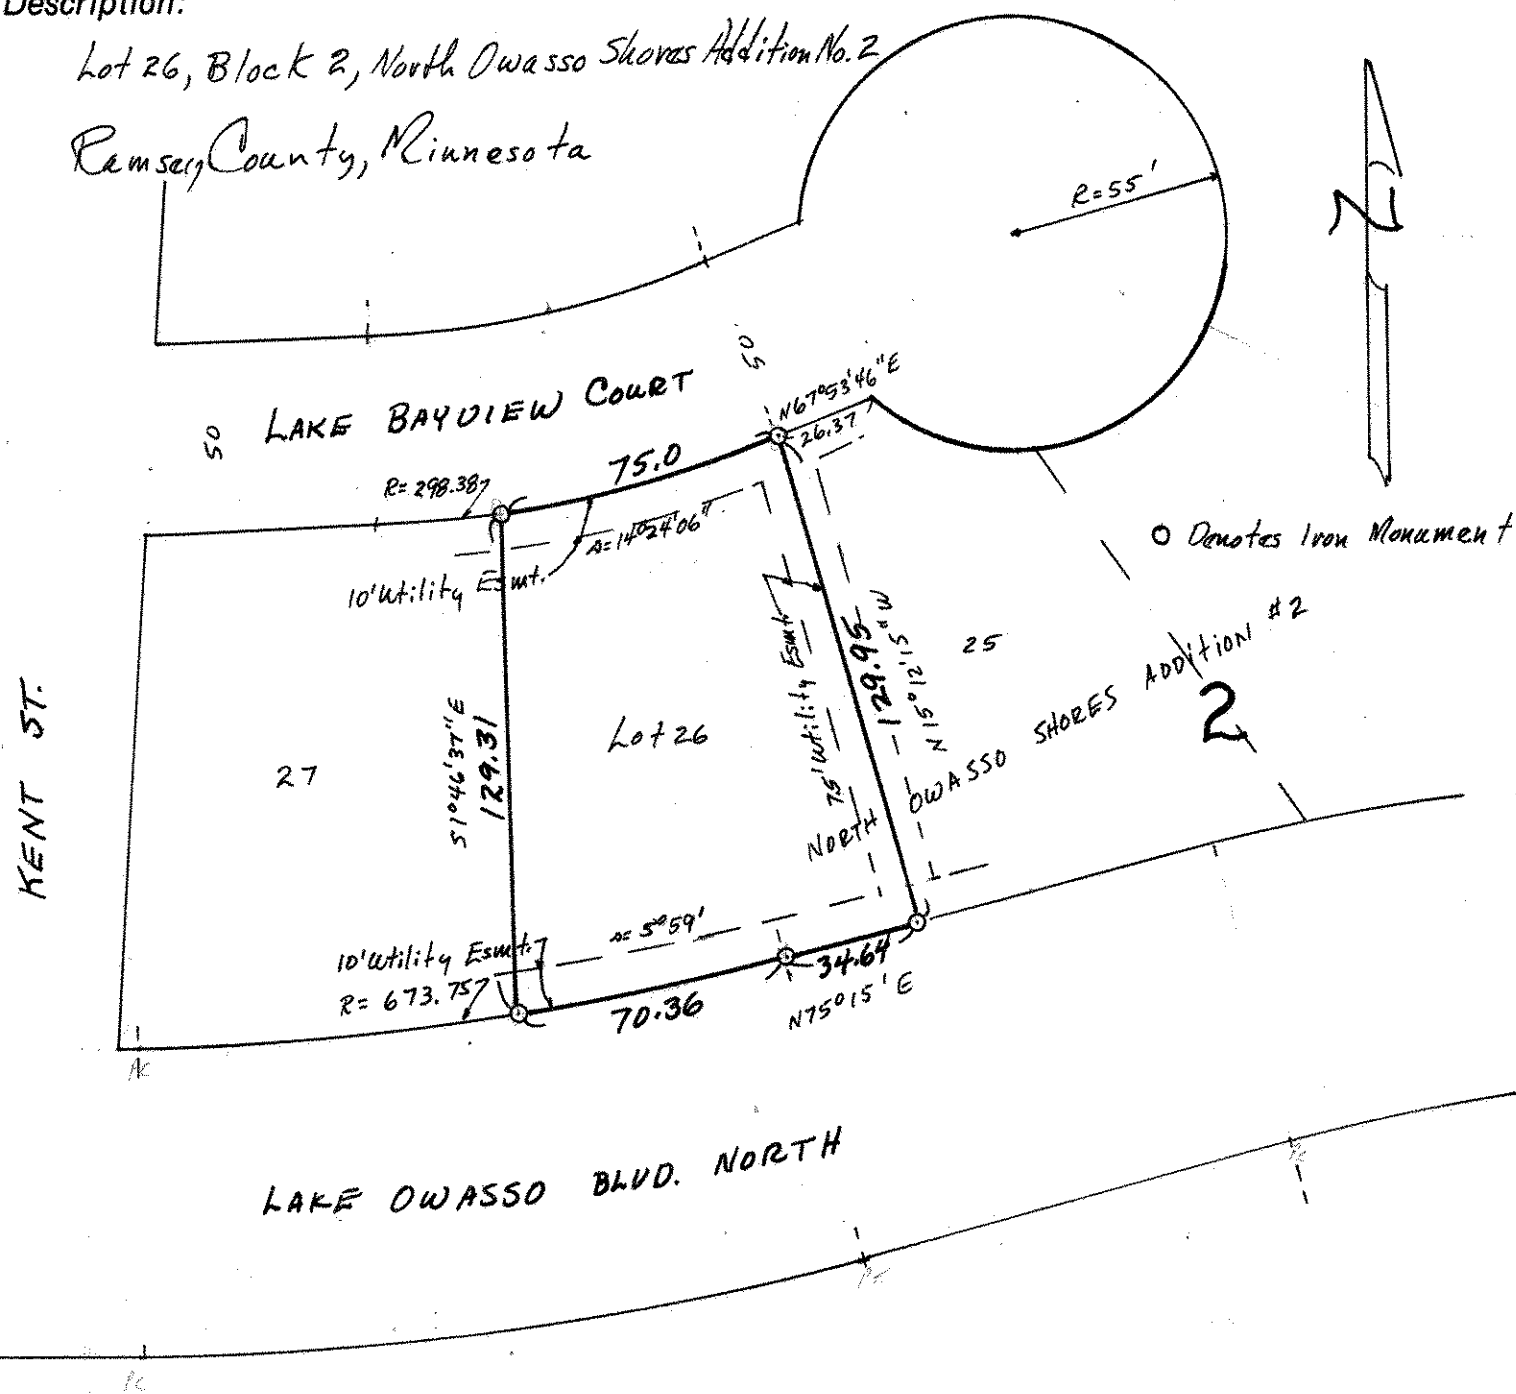 Description:
Lot 26, Block 2, North Owasso Shores Addition No. 2
Ramsey County, Minnesota
R=55'
N
50
LAKE BAYVIEW COURT
50
N67°53'46"E
26.37
75.0
R= 298.387
Δ=14°24'06"
10' Utility Esmt.
O Denotes Iron Monument
KENT ST.
27
S1°46'37"E
129.31
Lot 26
75' Utility Esmt.
129.95
N15°12'15"W
25
NORTH OWASSO SHORES ADDITION #2
2
10' Utility Esmt.
Δ= 5°59'
R= 673.757
70.36
34.64
N75°15'E
LAKE OWASSO BLVD. NORTH